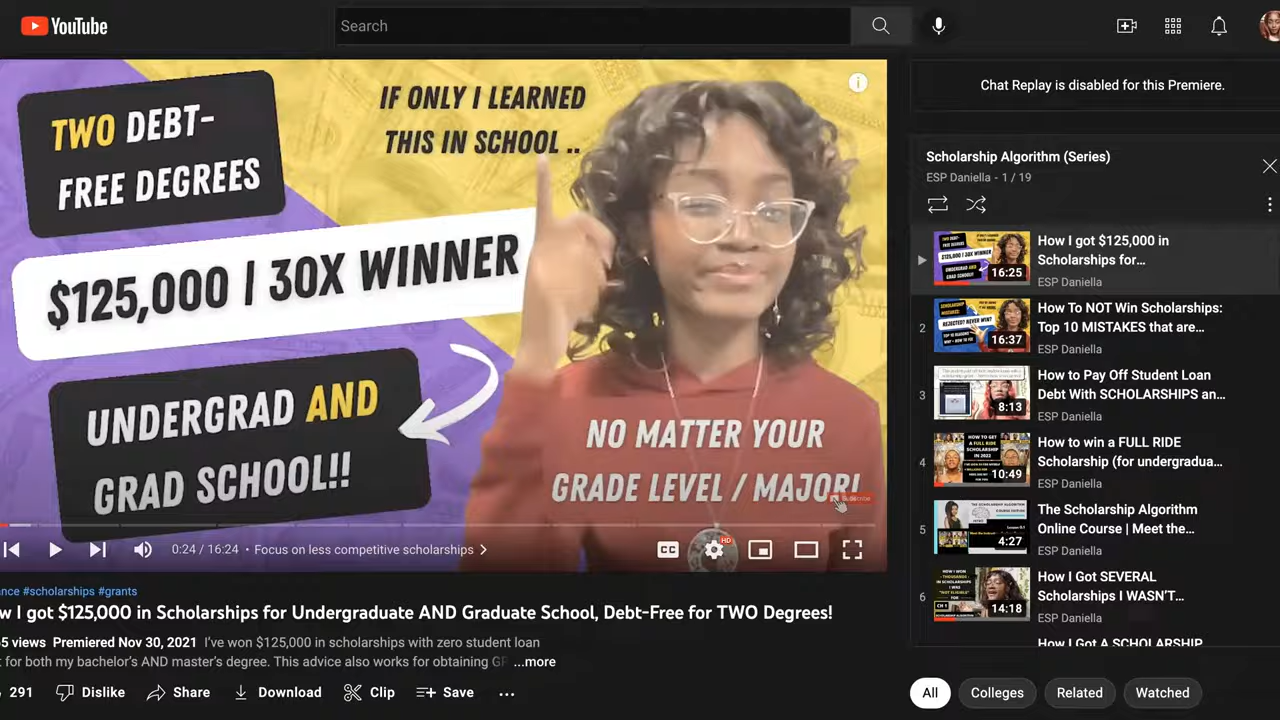 YouTube
Search
TWO DEBT-
FREE DEGREES
IF ONLY I LEARNED
THIS IN SCHOOL ..
$125,000 | 30X WINNER
UNDERGRAD AND
GRAD SCHOOL!!
NO MATTER YOUR
GRADE LEVEL / MAJOR!
Subscribe
0:24 / 16:24 • Focus on less competitive scholarships
CC
HD
ance #scholarships #grants
w I got $125,000 in Scholarships for Undergraduate AND Graduate School, Debt-Free for TWO Degrees!
5 views Premiered Nov 30, 2021 I've won $125,000 in scholarships with zero student loan
t for both my bachelor's AND master's degree. This advice also works for obtaining ...more
291 Dislike Share Download Clip Save ...
Chat Replay is disabled for this Premiere.
Scholarship Algorithm (Series)
ESP Daniella - 1 / 19
How I got $125,000 in
Scholarships for...
ESP Daniella
16:25
2
How To NOT Win Scholarships:
Top 10 MISTAKES that are...
ESP Daniella
16:37
3
How to Pay Off Student Loan
Debt With SCHOLARSHIPS an...
ESP Daniella
8:13
4
How to win a FULL RIDE
Scholarship (for undergradua...
ESP Daniella
10:49
5
The Scholarship Algorithm
Online Course | Meet the...
ESP Daniella
4:27
6
How I Got SEVERAL
Scholarships I WASN'T...
ESP Daniella
14:18
How I Got A SCHOLARSHIP
All Colleges Related Watched